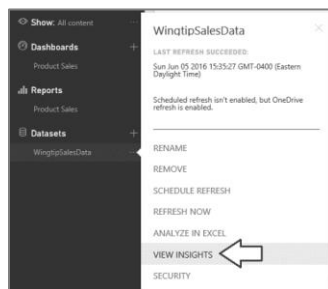 Show: All content
Dashboards
Product Sales
Reports
Product Sales
Datasets
WingtipSalesData
WingtipSalesData
LAST REFRESH SUCCEEDED:
Sun Jun 05 2016 15:35:27 GMT-0400 (Eastern
Daylight Time)
Scheduled refresh isn't enabled, but OneDrive
refresh is enabled.
RENAME
REMOVE
SCHEDULE REFRESH
REFRESH NOW
ANALYZE IN EXCEL
VIEW INSIGHTS
SECURITY